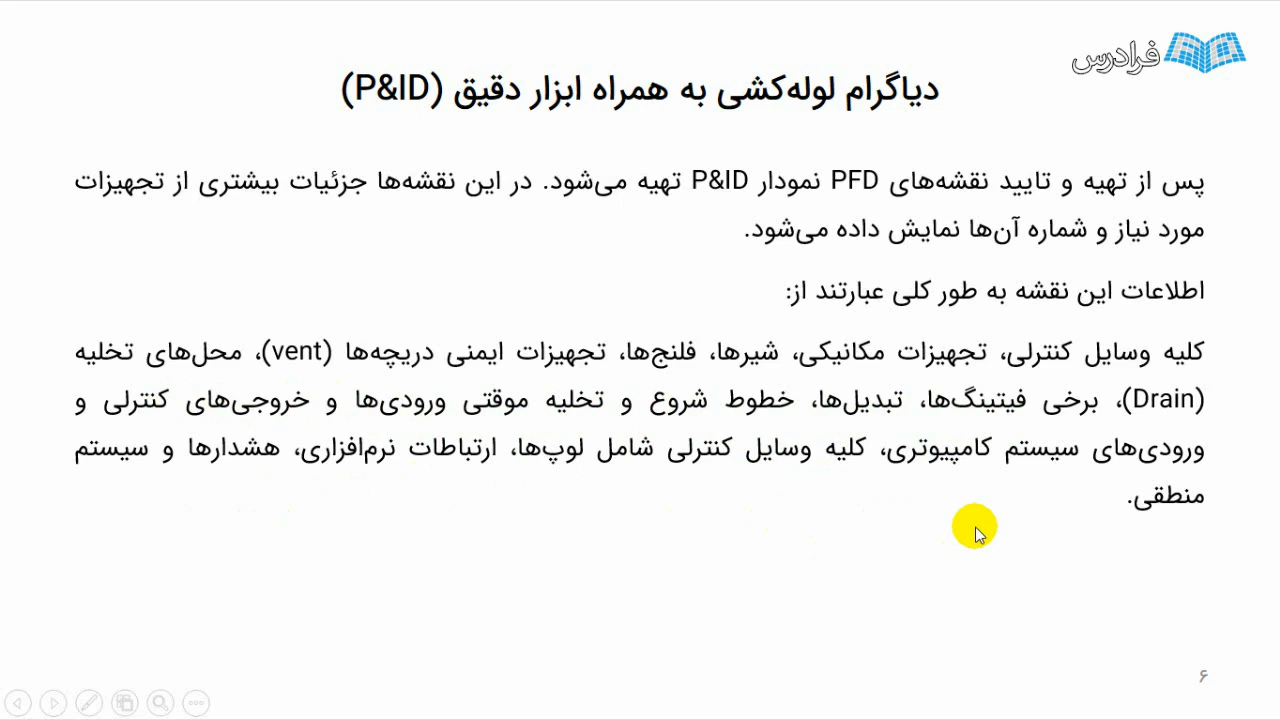 فرادرس
دیاگرام لوله‌کشی به همراه ابزار دقیق (P&ID)
پس از تهیه و تایید نقشه‌های PFD نمودار P&ID تهیه می‌شود. در این نقشه‌ها جزئیات بیشتری از تجهیزات
مورد نیاز و شماره آن‌ها نمایش داده می‌شود.
اطلاعات این نقشه به طور کلی عبارتند از:
کلیه وسایل کنترلی، تجهیزات مکانیکی، شیرها، فلنج‌ها، تجهیزات ایمنی دریچه‌ها (vent)، محل‌های تخلیه
(Drain)، برخی فیتینگ‌ها، تبدیل‌ها، خطوط شروع و تخلیه موقتی ورودی‌ها و خروجی‌های کنترلی و
ورودی‌های سیستم کامپیوتری، کلیه وسایل کنترلی شامل لوپ‌ها، ارتباطات نرم‌افزاری، هشدارها و سیستم
منطقی.
۶